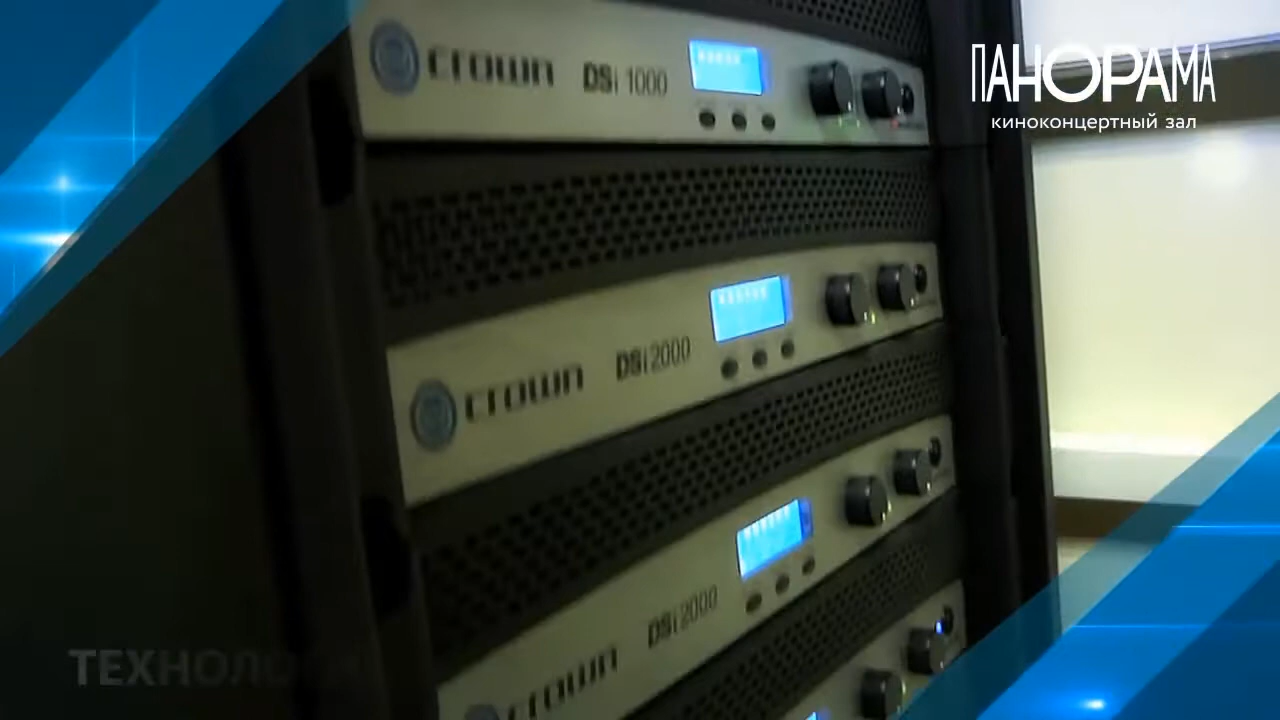 crown DSi 1000
ПАНОРАМА
киноконцертный зал
crown DSi 2000
crown DSi 2000